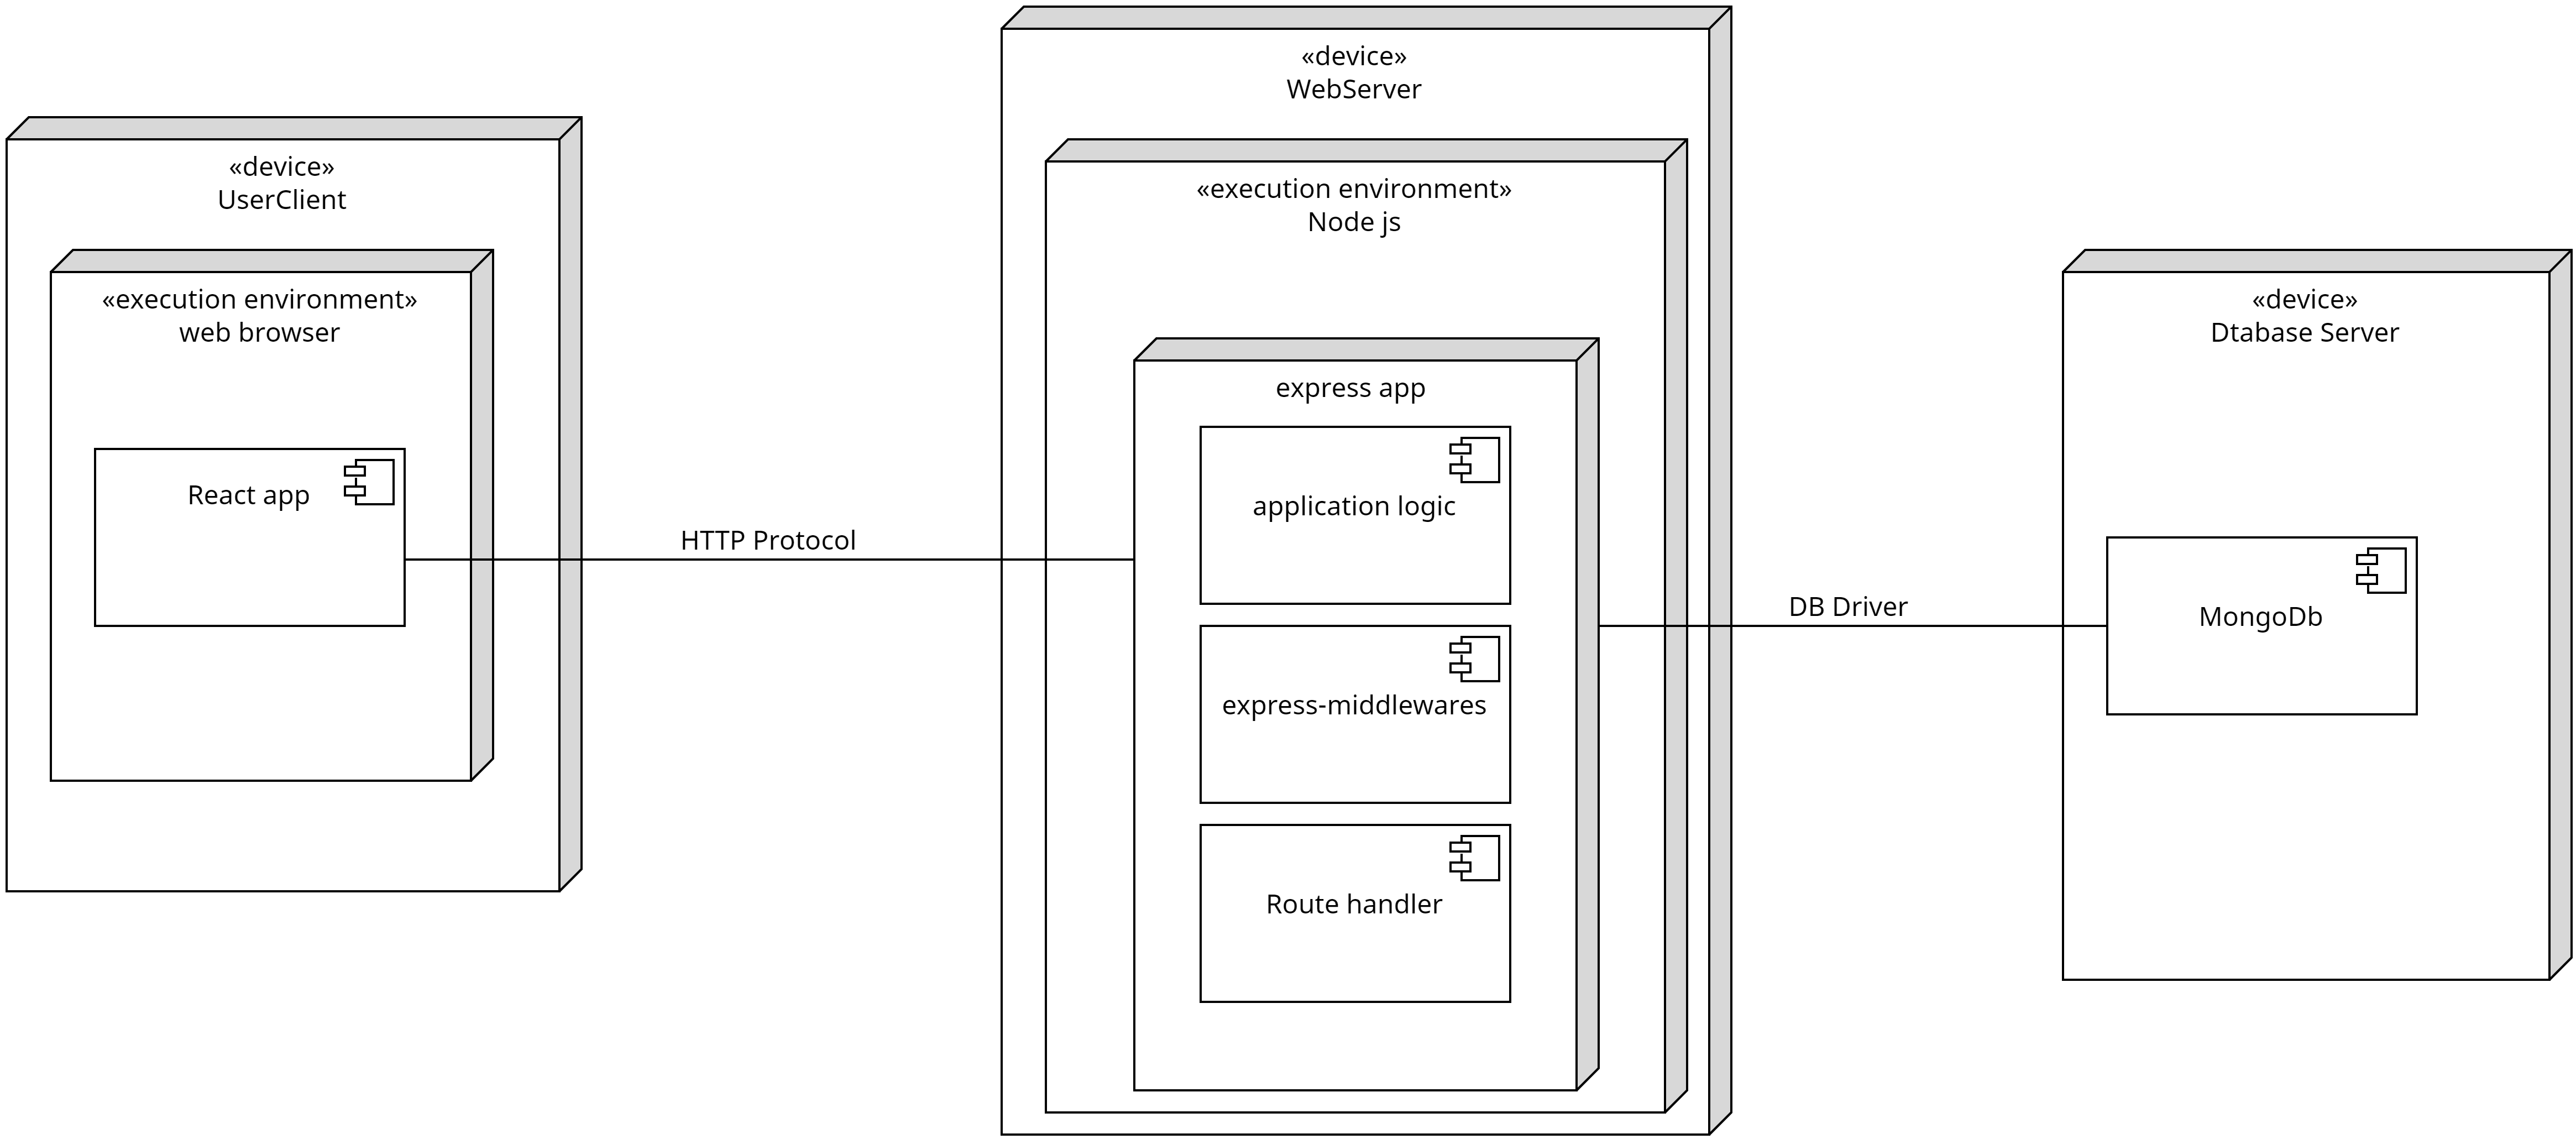 «device»
UserClient
«execution environment»
web browser
React app
HTTP Protocol
«device»
WebServer
«execution environment»
Node js
express app
application logic
express-middlewares
Route handler
DB Driver
«device»
Dtabase Server
MongoDb